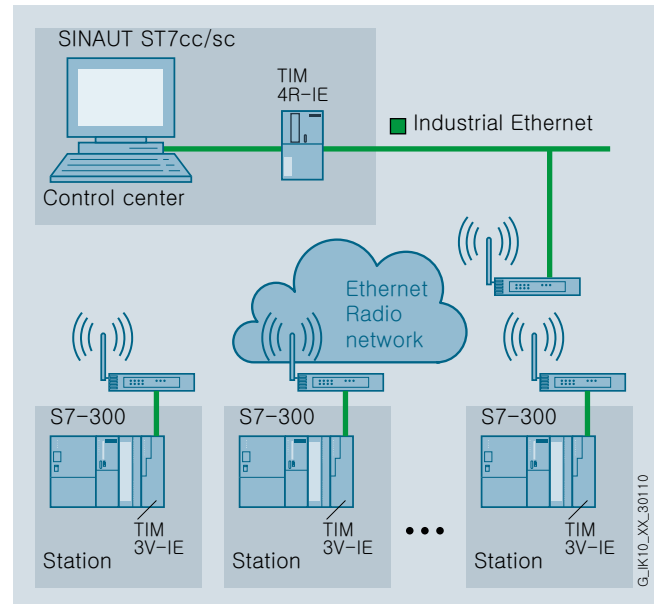 SINAUT ST7cc/sc
TIM
4R-IE
Industrial Ethernet
Control center
Ethernet
Radio
network
S7-300
S7-300
S7-300
TIM
3V-IE
Station
TIM
3V-IE
Station
TIM
3V-IE
Station
G_IK10_XX_30110